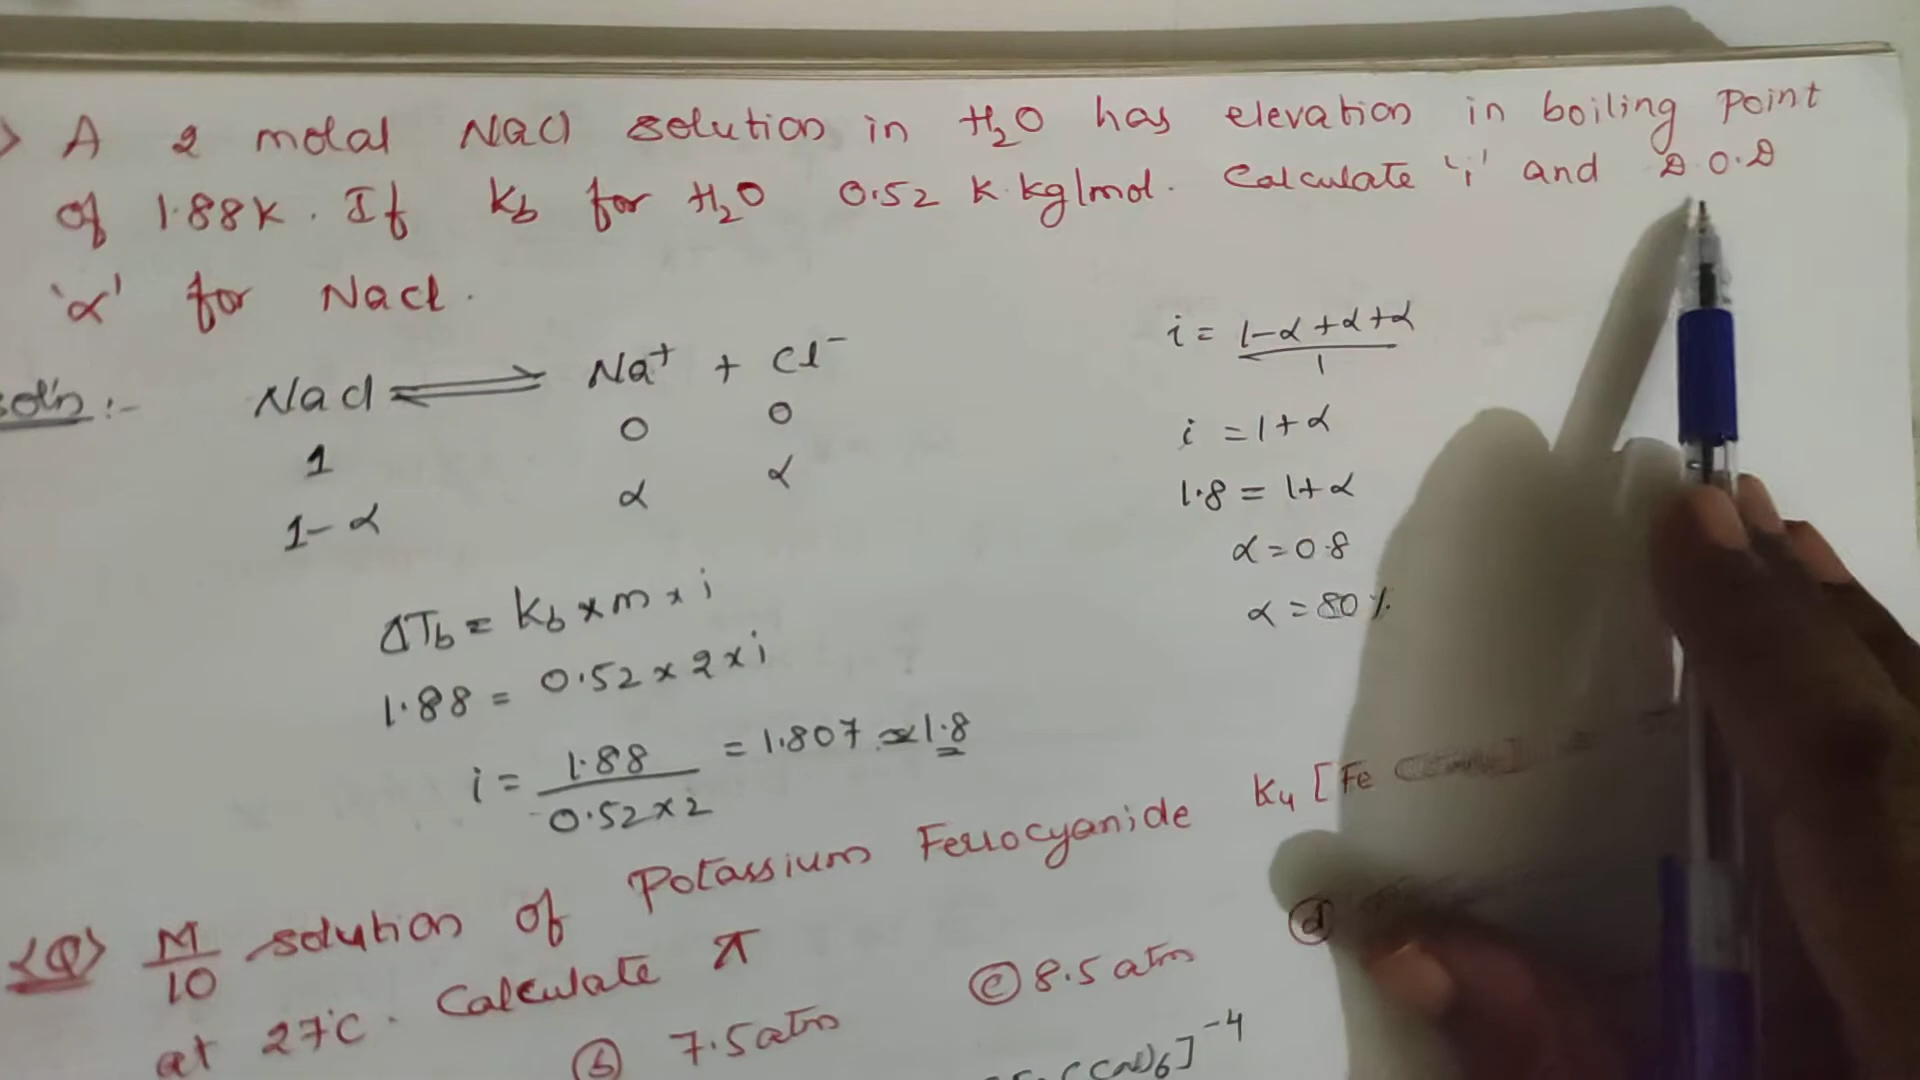 A 2 molal NaCl solution in H₂O has elevation in boiling point
of 1.88K. If Kb for H₂O 0.52 K.kg/mol. Calculate 'i' and D.O.D
'α' for NaCl.
soln:-
NaCl ⇌ Na⁺ + Cl⁻
1 0 0
1-α α α
ΔTb = Kb × m × i
1.88 = 0.52 × 2 × i
i = 1.88 / 0.52×2 = 1.807 ≃ 1.8
i = 1-α+α+α / 1
i = 1+α
1.8 = 1+α
α = 0.8
α = 80%
<Q> M/10 solution of Potassium Ferrocyanide K₄[Fe
at 27°C. Calculate π
(b) 7.5 atm
(c) 8.5 atm
(d)
(CN)₆]⁻⁴